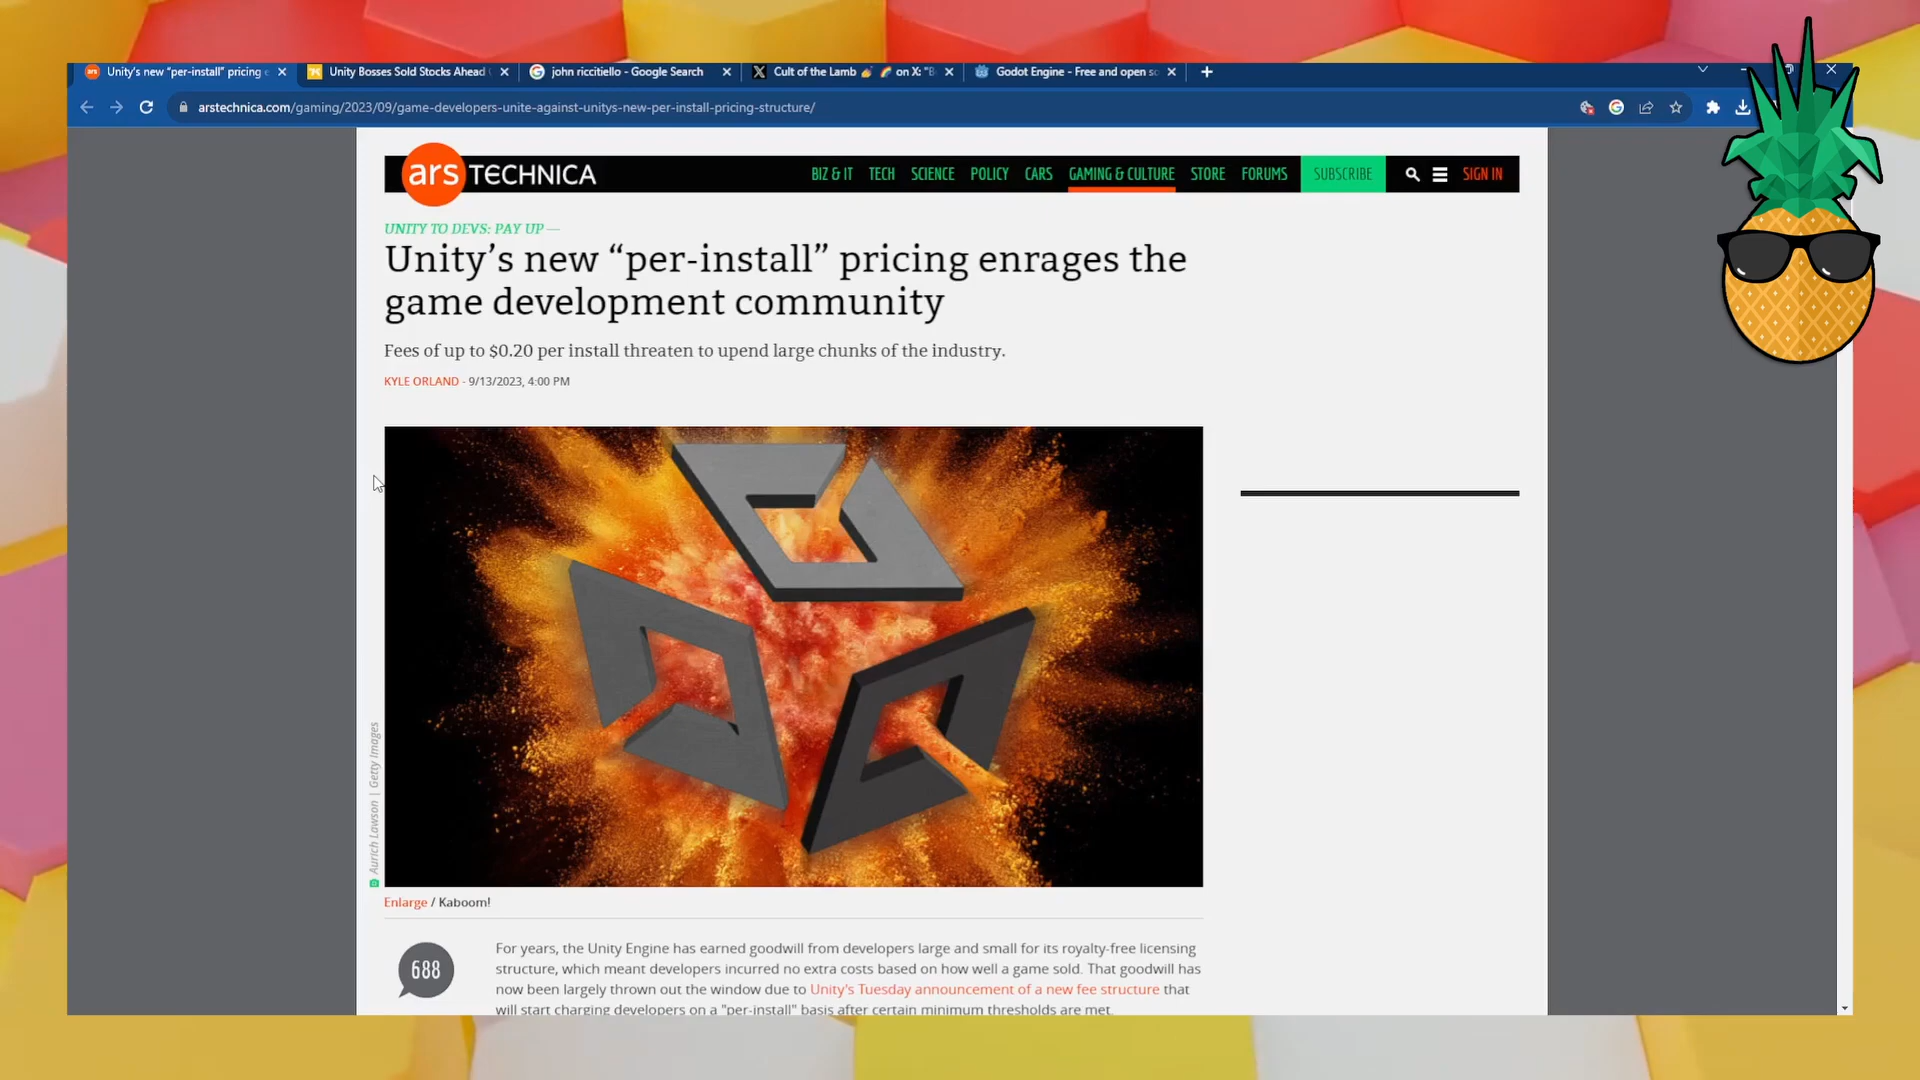 Unity's new "per-install" pricing
Unity Bosses Sold Stocks Ahead
john riccitiello - Google Search
Cult of the Lamb on X: "B
Godot Engine - Free and open so
arstechnica.com/gaming/2023/09/game-developers-unite-against-unitys-new-per-install-pricing-structure/
ars TECHNICA
BIZ & IT TECH SCIENCE POLICY CARS GAMING & CULTURE STORE FORUMS SUBSCRIBE SIGN IN
UNITY TO DEVS: PAY UP —
Unity’s new “per-install” pricing enrages the
game development community
Fees of up to $0.20 per install threaten to upend large chunks of the industry.
KYLE ORLAND - 9/13/2023, 4:00 PM
Aurich Lawson | Getty Images
Enlarge / Kaboom!
688
For years, the Unity Engine has earned goodwill from developers large and small for its royalty-free licensing
structure, which meant developers incurred no extra costs based on how well a game sold. That goodwill has
now been largely thrown out the window due to Unity's Tuesday announcement of a new fee structure that
will start charging developers on a "per-install" basis after certain minimum thresholds are met.